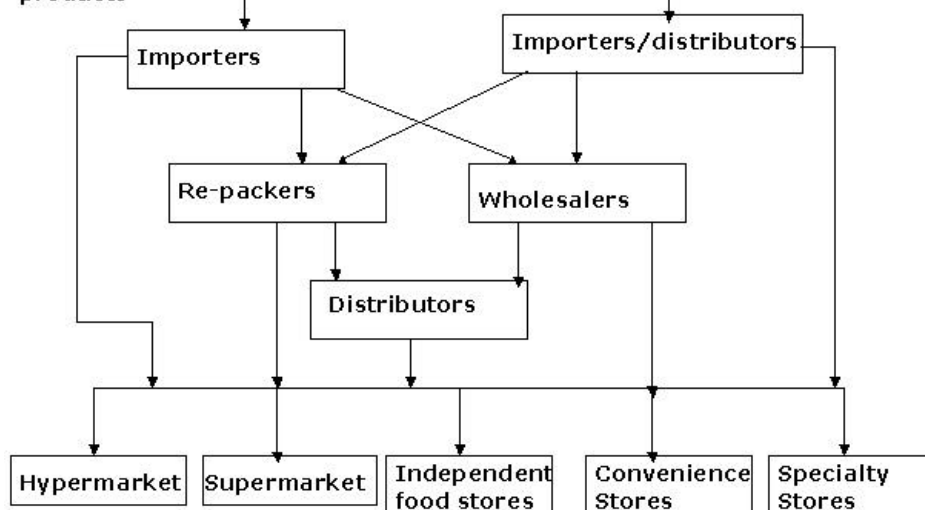 Importers
Importers/distributors
Re-packers
Wholesalers
Distributors
Hypermarket
Supermarket
Independent
food stores
Convenience
Stores
Specialty
Stores